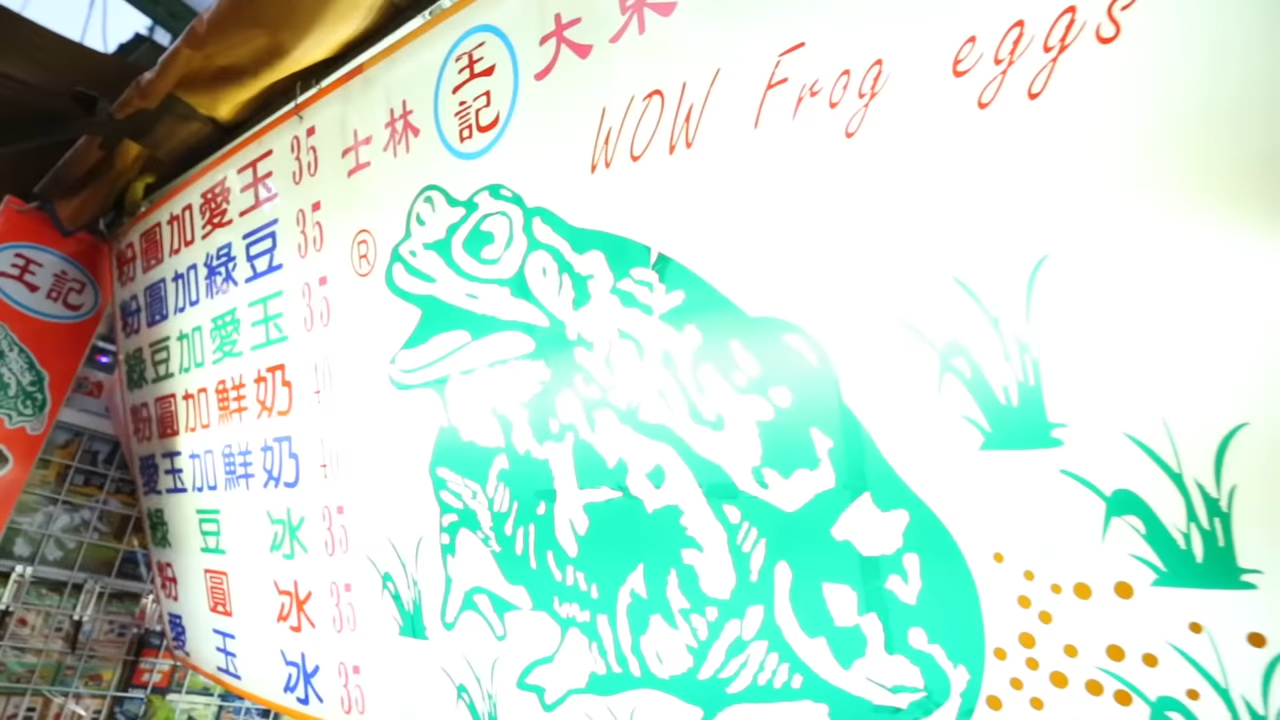 士林 王記 大東
WOW Frog eggs
®
粉圓加愛玉 35
粉圓加綠豆 35
綠豆加愛玉 35
粉圓加鮮奶 40
愛玉加鮮奶 40
綠豆冰 35
粉圓冰 35
愛玉冰 35
王記